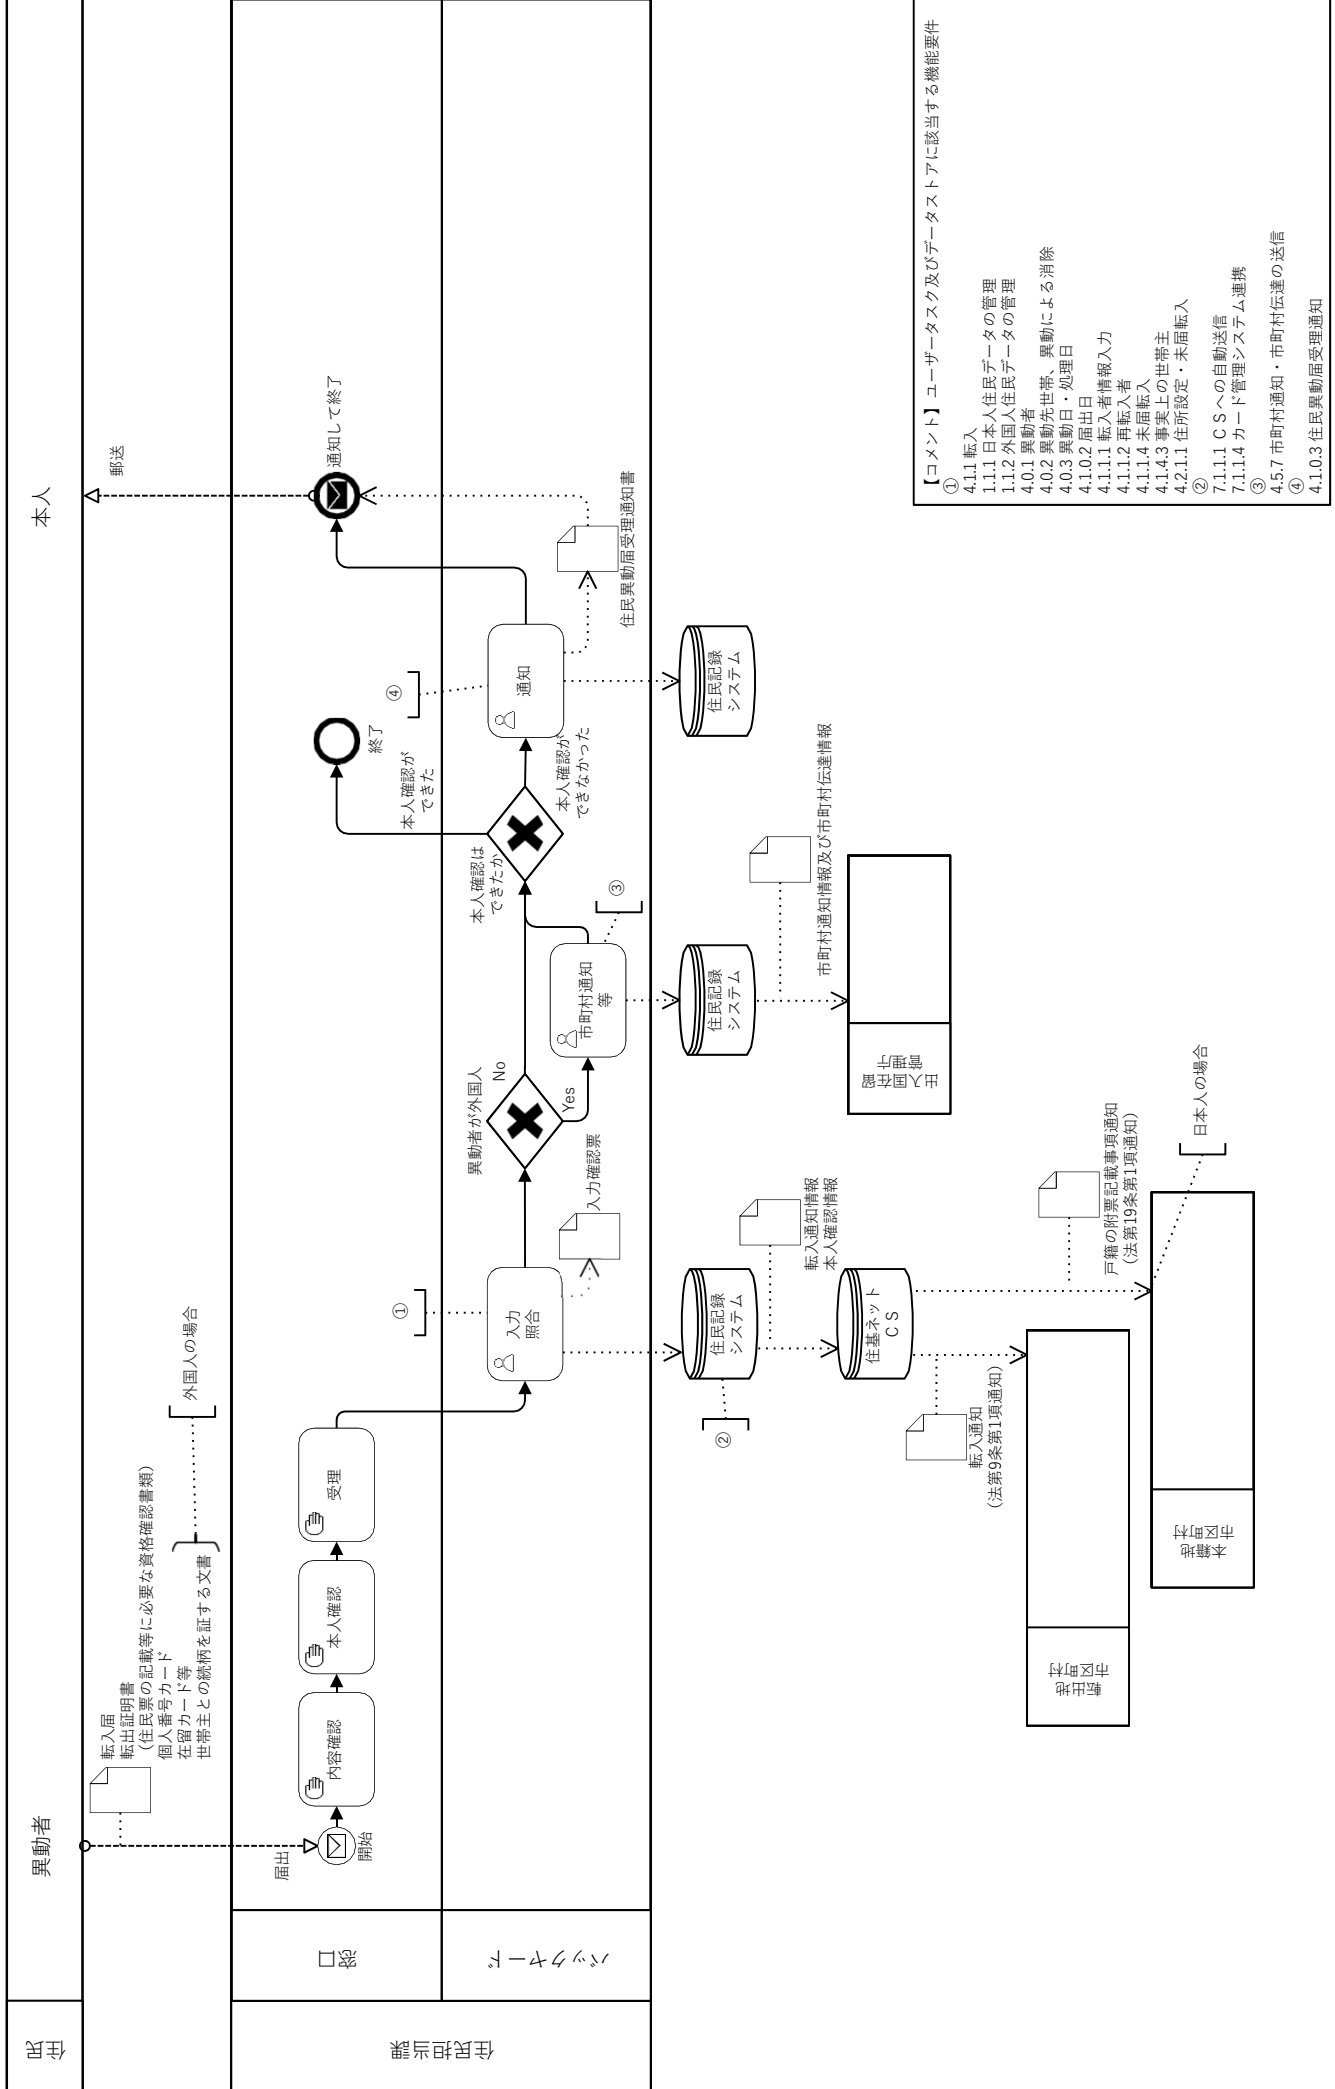 住民
異動者
本人
転入届
転出証明書
（住民票の記載等に必要な資格確認書類）
個人番号カード
在留カード等
世帯主との続柄を証する文書
外国人の場合
郵送
住民担当課
窓口
届出
開始
内容確認
本人確認
受理
終了
通知して終了
バックヤード
①
入力
照合
入力確認票
異動者が外国人
No
Yes
市町村通知
等
③
本人確認は
できたか
本人確認が
できた
本人確認が
できなかった
④
通知
住民異動届受理通知書
②
住民記録
システム
転入通知情報
本人確認情報
住基ネット
ＣＳ
転入通知
（法第9条第1項通知）
戸籍の附票記載事項通知
（法第19条第1項通知）
日本人の場合
転出地
市区町村
本籍地
市区町村
住民記録
システム
市町村通知情報及び市町村伝達情報
出入国在留
管理庁
住民記録
システム
【コメント】ユーザータスク及びデータストアに該当する機能要件
①
4.1.1 転入
1.1.1 日本人住民データの管理
1.1.2 外国人住民データの管理
4.0.1 異動者
4.0.2 異動先世帯、異動による消除
4.0.3 異動日・処理日
4.1.0.2 届出日
4.1.1.1 転入者情報入力
4.1.1.2 再転入者
4.1.1.4 未届転入
4.1.4.3 事実上の世帯主
4.2.1.1 住所設定・未届転入
②
7.1.1.1 ＣＳへの自動送信
7.1.1.4 カード管理システム連携
③
4.5.7 市町村通知・市町村伝達の送信
④
4.1.0.3 住民異動届受理通知